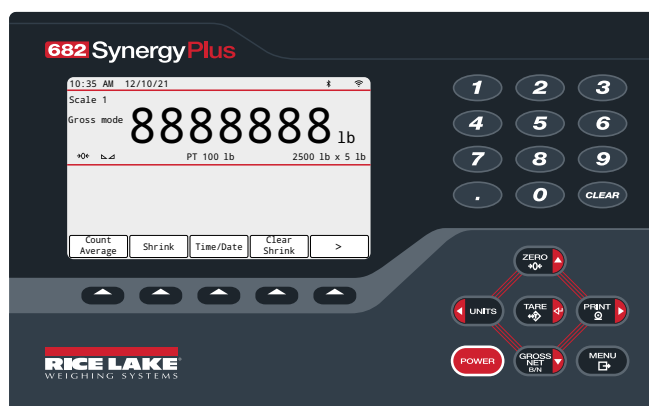 682 SynergyPlus
10:35 AM 12/10/21
Scale 1
Gross mode
8888888 lb
→0← PT 100 lb 2500 lb x 5 lb
Count Average
Shrink
Time/Date
Clear Shrink
>
1 2 3
4 5 6
7 8 9
. 0 CLEAR
ZERO
→0←
UNITS
TARE
PRINT
POWER
GROSS
NET
B/N
MENU
RICE LAKE
WEIGHING SYSTEMS